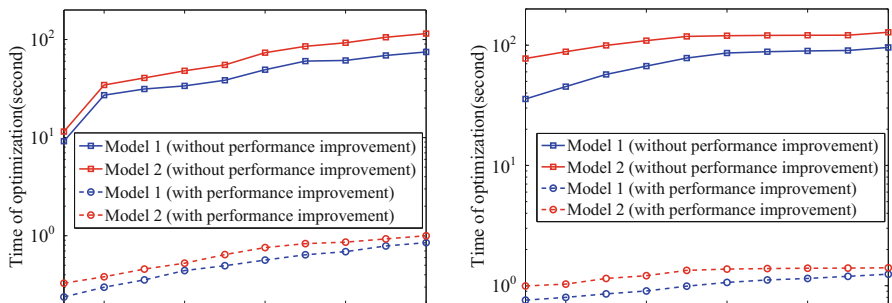 Time of optimization(second)
10^2
10^1
10^0
Model 1 (without performance improvement)
Model 2 (without performance improvement)
Model 1 (with performance improvement)
Model 2 (with performance improvement)
Time of optimization(second)
10^2
10^1
10^0
Model 1 (without performance improvement)
Model 2 (without performance improvement)
Model 1 (with performance improvement)
Model 2 (with performance improvement)